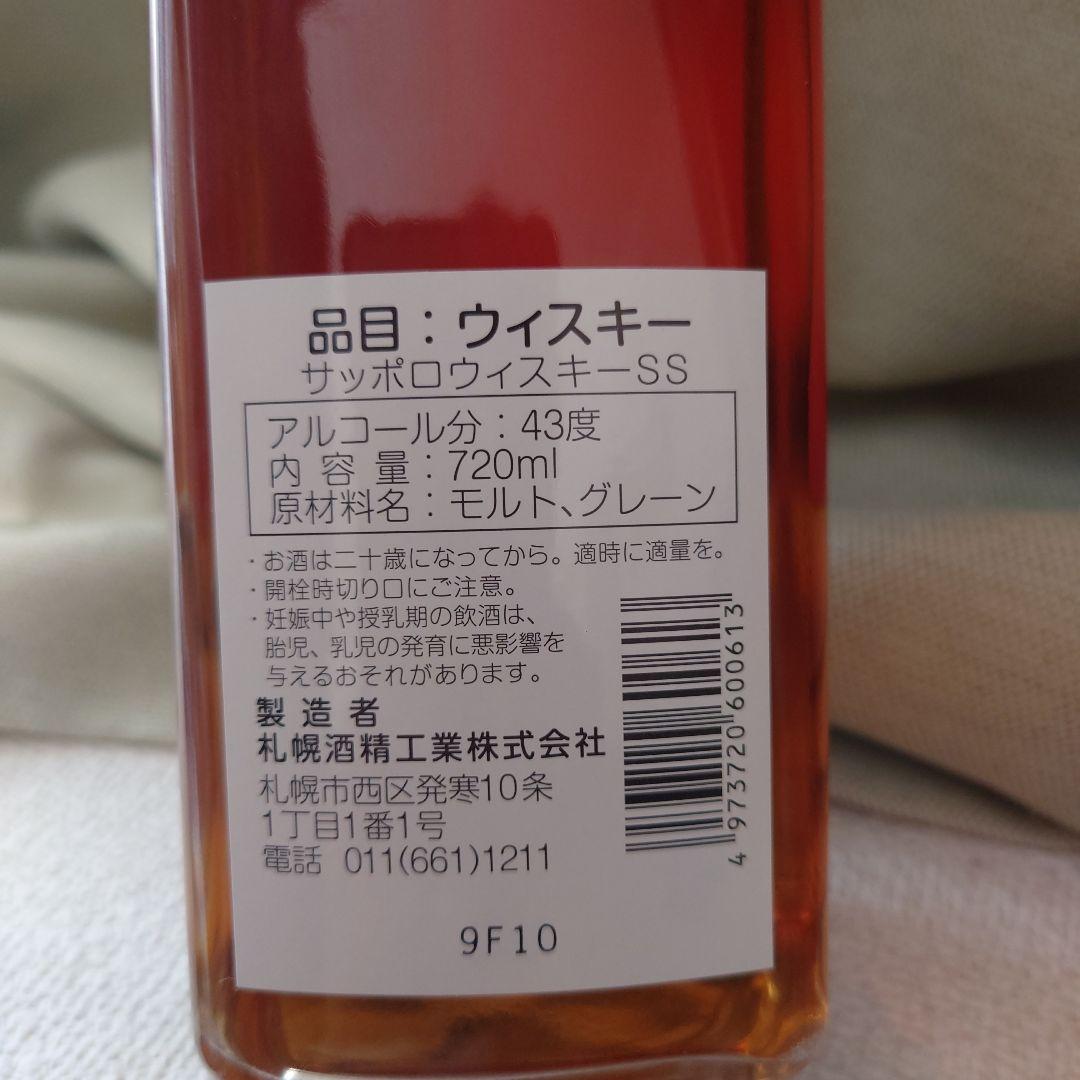 品目：ウィスキー
サッポロウィスキーSS
アルコール分：43度
内容量：720ml
原材料名：モルト、グレーン
・お酒は二十歳になってから。適時に適量を。
・開栓時切り口にご注意。
・妊娠中や授乳期の飲酒は、
胎児、乳児の発育に悪影響を
与えるおそれがあります。
製造者
札幌酒精工業株式会社
札幌市西区発寒10条
1丁目1番1号
電話 011(661)1211
4973720600613
9F10